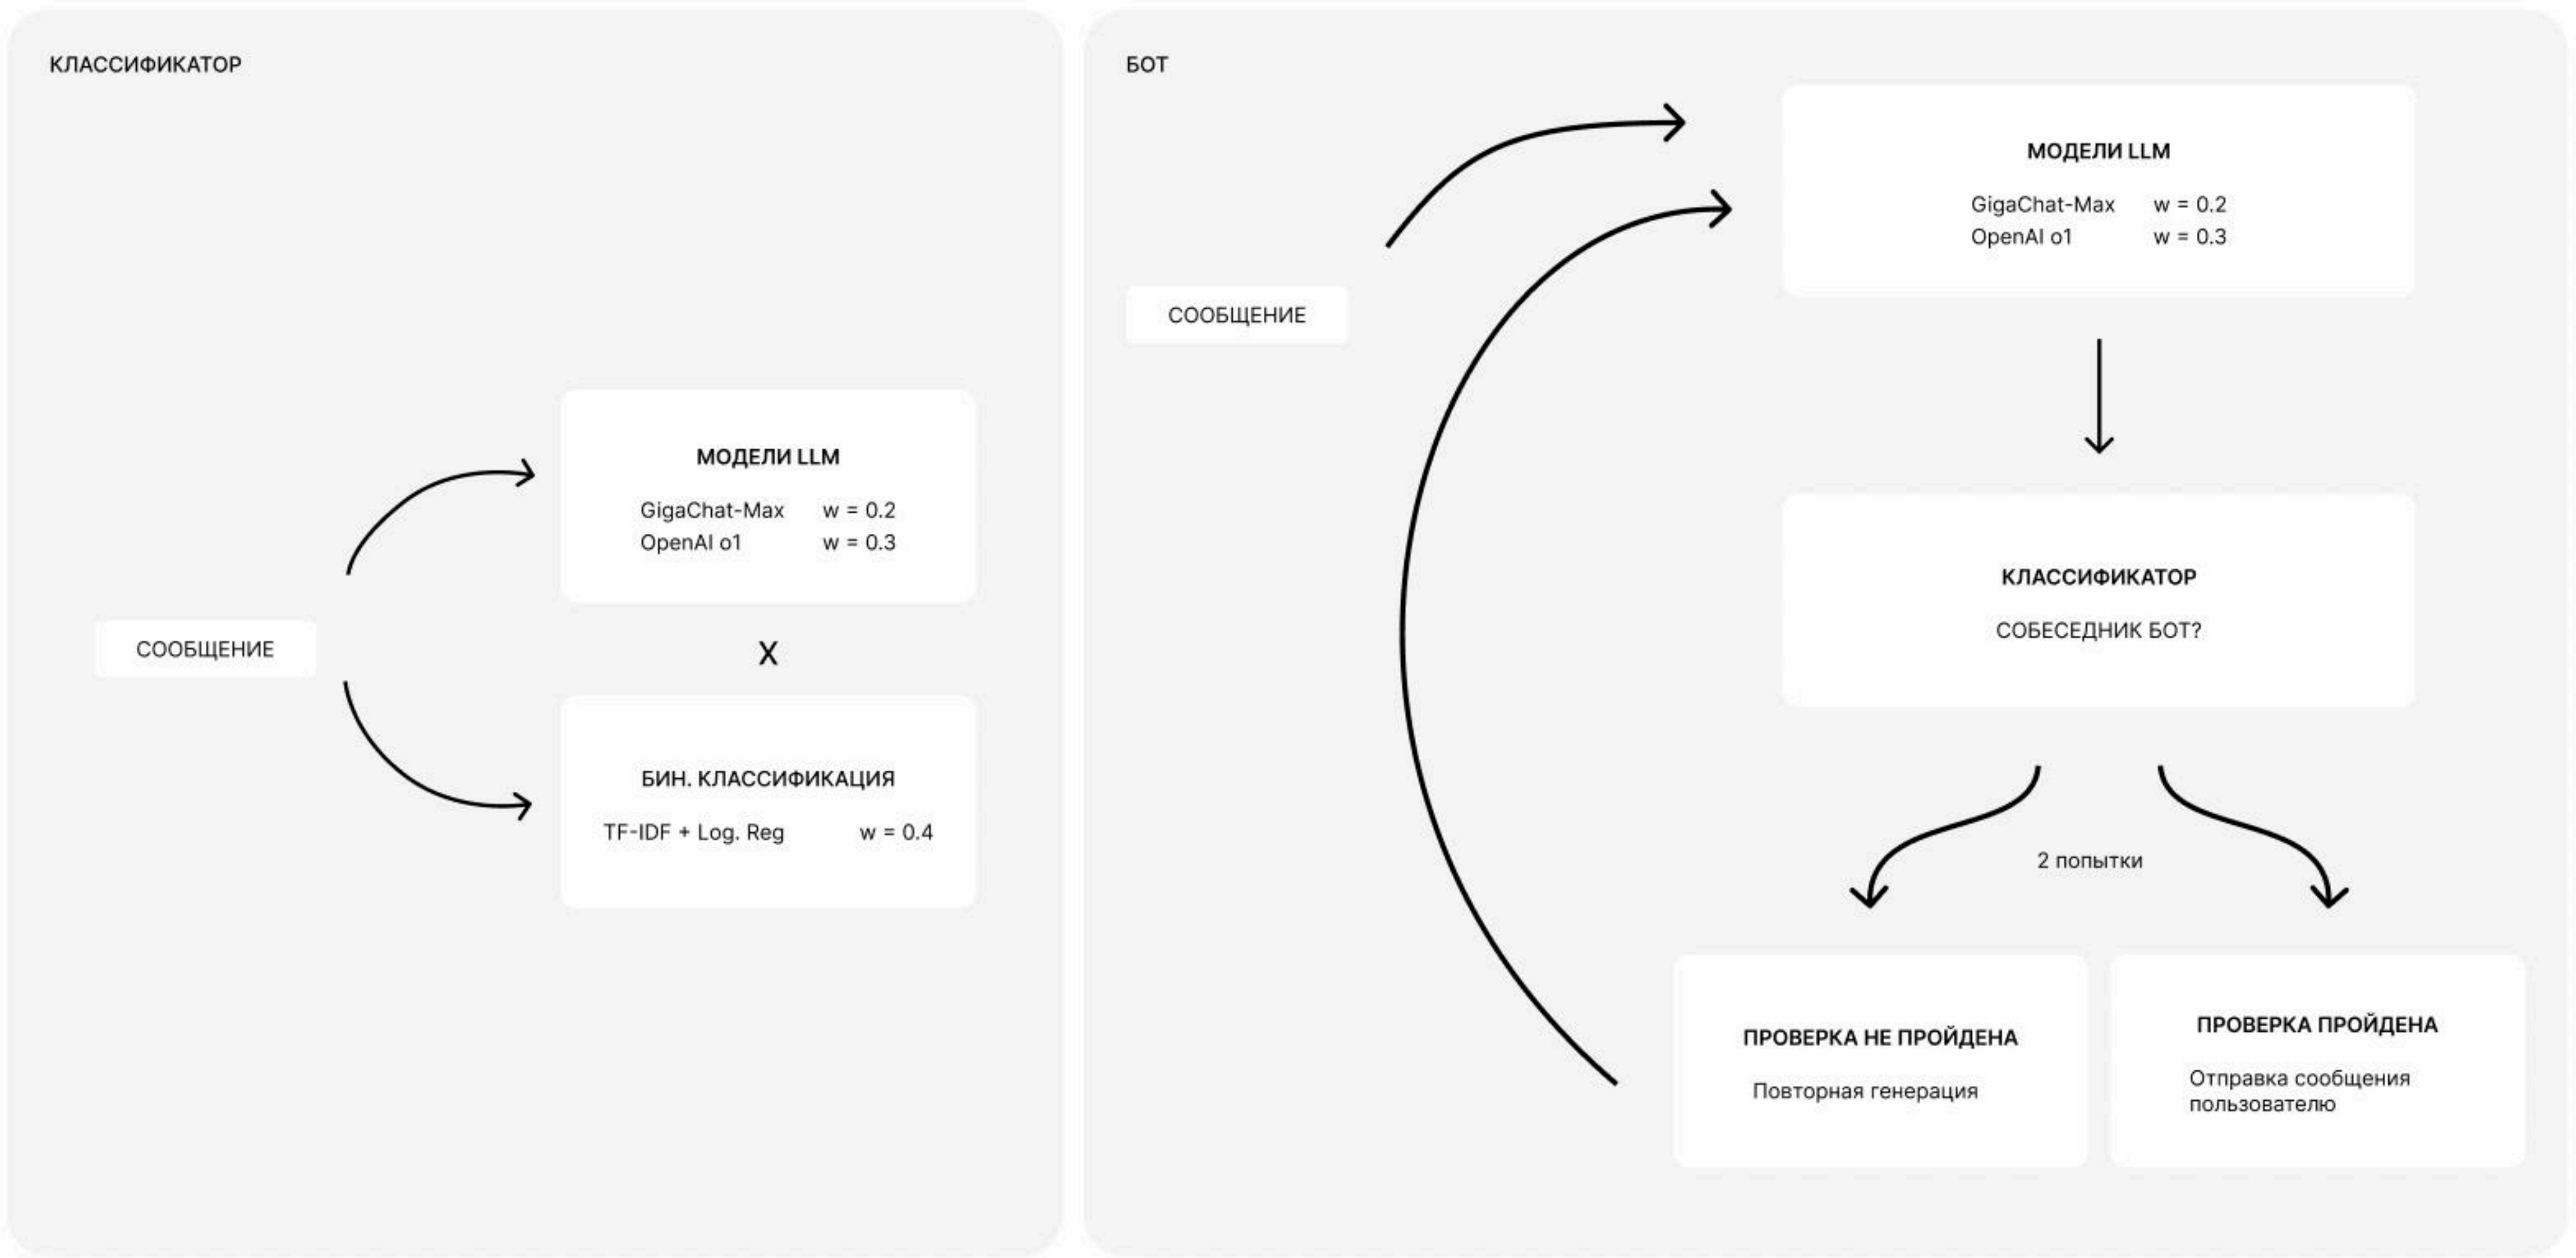 КЛАССИФИКАТОР
СООБЩЕНИЕ
МОДЕЛИ LLM
GigaChat-Max w = 0.2
OpenAI o1 w = 0.3
X
БИН. КЛАССИФИКАЦИЯ
TF-IDF + Log. Reg w = 0.4
БОТ
СООБЩЕНИЕ
МОДЕЛИ LLM
GigaChat-Max w = 0.2
OpenAI o1 w = 0.3
КЛАССИФИКАТОР
СОБЕСЕДНИК БОТ?
2 попытки
ПРОВЕРКА НЕ ПРОЙДЕНА
Повторная генерация
ПРОВЕРКА ПРОЙДЕНА
Отправка сообщения
пользователю